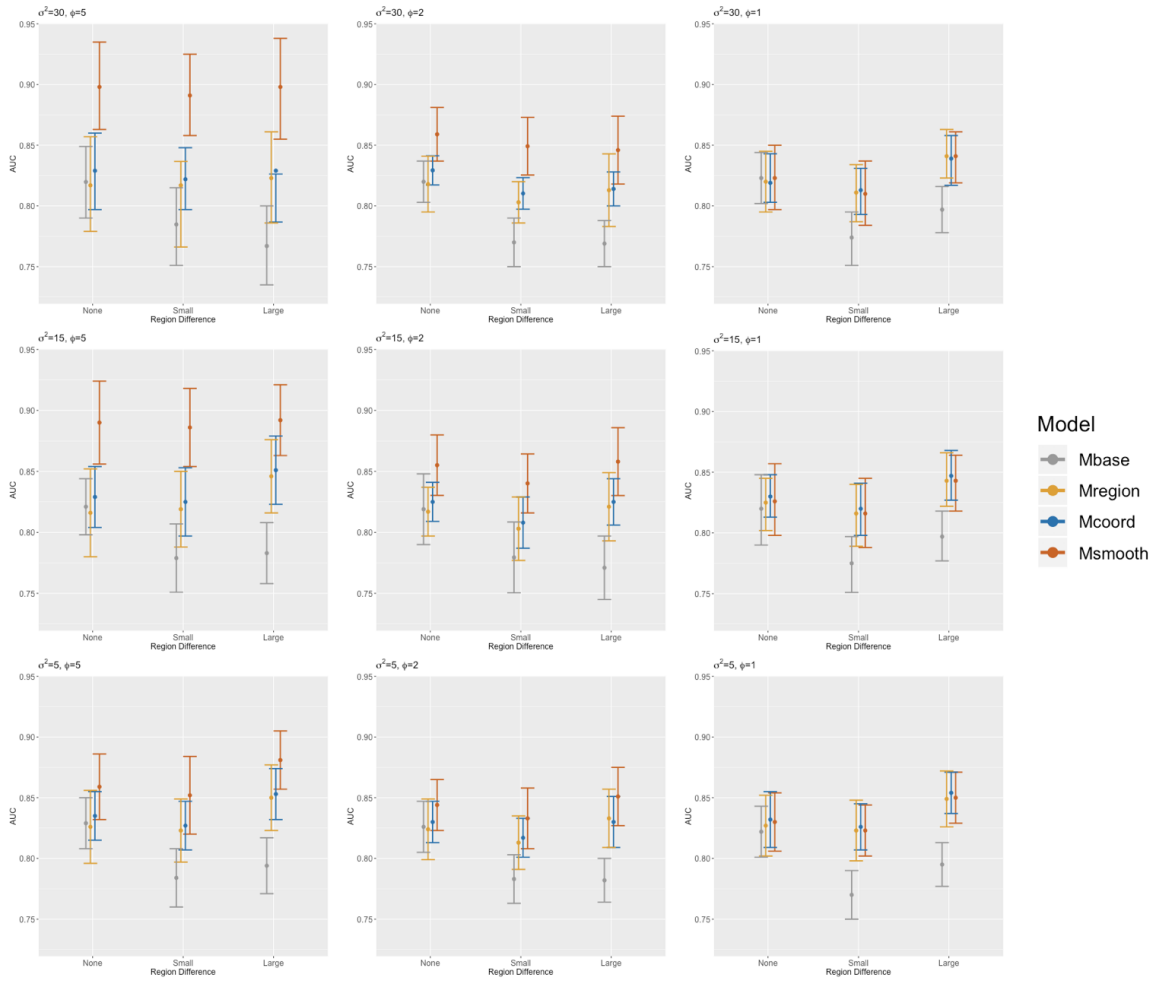 σ²=30, ϕ=5
0.95
0.90
0.85
0.80
0.75
AUC
None Small Large
Region Difference
σ²=30, ϕ=2
0.95
0.90
0.85
0.80
0.75
AUC
None Small Large
Region Difference
σ²=30, ϕ=1
0.95
0.90
0.85
0.80
0.75
AUC
None Small Large
Region Difference
σ²=15, ϕ=5
0.95
0.90
0.85
0.80
0.75
AUC
None Small Large
Region Difference
σ²=15, ϕ=2
0.95
0.90
0.85
0.80
0.75
AUC
None Small Large
Region Difference
σ²=15, ϕ=1
0.95
0.90
0.85
0.80
0.75
AUC
None Small Large
Region Difference
Model
Mbase
Mregion
Mcoord
Msmooth
σ²=5, ϕ=5
0.95
0.90
0.85
0.80
0.75
AUC
None Small Large
Region Difference
σ²=5, ϕ=2
0.95
0.90
0.85
0.80
0.75
AUC
None Small Large
Region Difference
σ²=5, ϕ=1
0.95
0.90
0.85
0.80
0.75
AUC
None Small Large
Region Difference